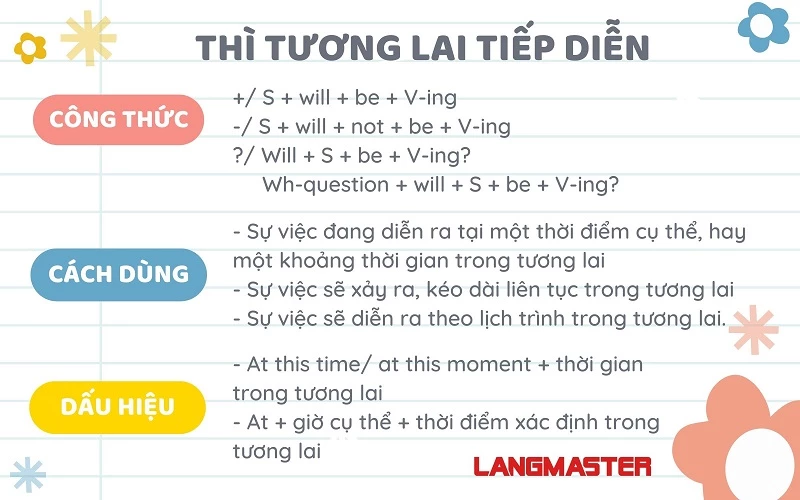 THÌ TƯƠNG LAI TIẾP DIỄN
CÔNG THỨC
+/ S + will + be + V-ing
-/ S + will + not + be + V-ing
?/ Will + S + be + V-ing?
Wh-question + will + S + be + V-ing?
CÁCH DÙNG
- Sự việc đang diễn ra tại một thời điểm cụ thể, hay
một khoảng thời gian trong tương lai
- Sự việc sẽ xảy ra, kéo dài liên tục trong tương lai
- Sự việc sẽ diễn ra theo lịch trình trong tương lai.
DẤU HIỆU
- At this time/ at this moment + thời gian
trong tương lai
- At + giờ cụ thể + thời điểm xác định trong
tương lai
LANGMASTER